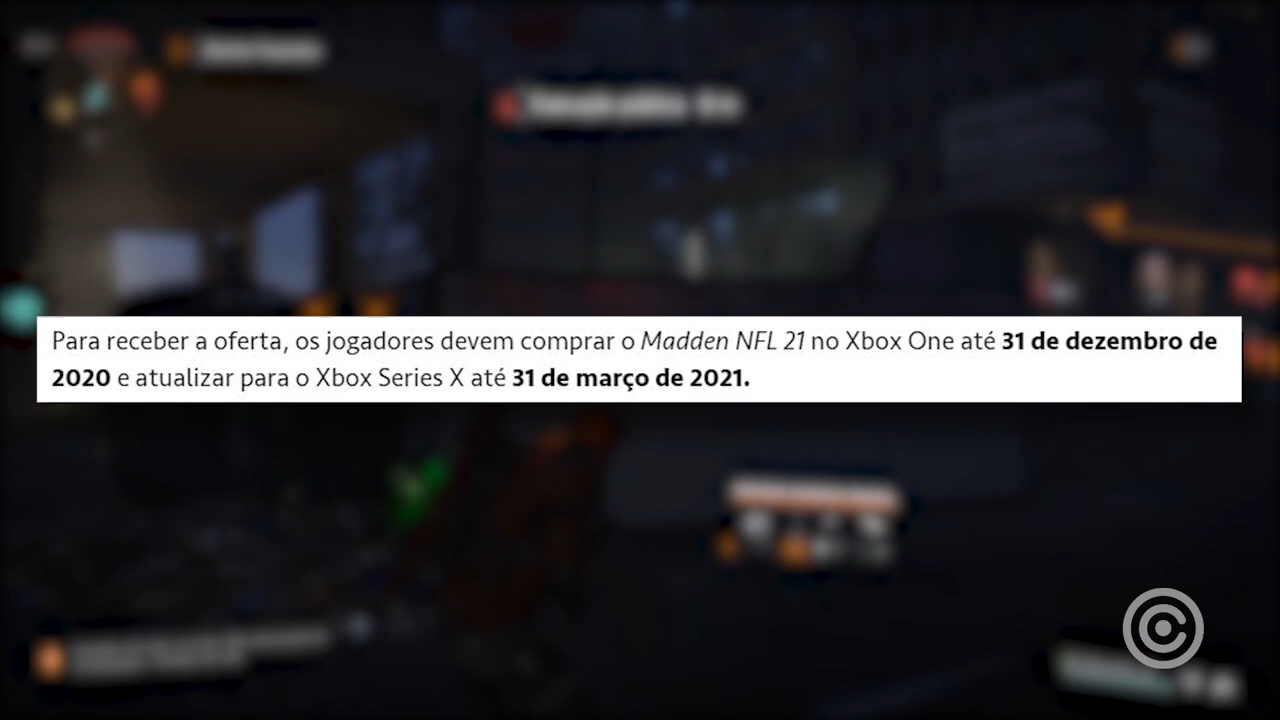 Para receber a oferta, os jogadores devem comprar o Madden NFL 21 no Xbox One até 31 de dezembro de
2020 e atualizar para o Xbox Series X até 31 de março de 2021.